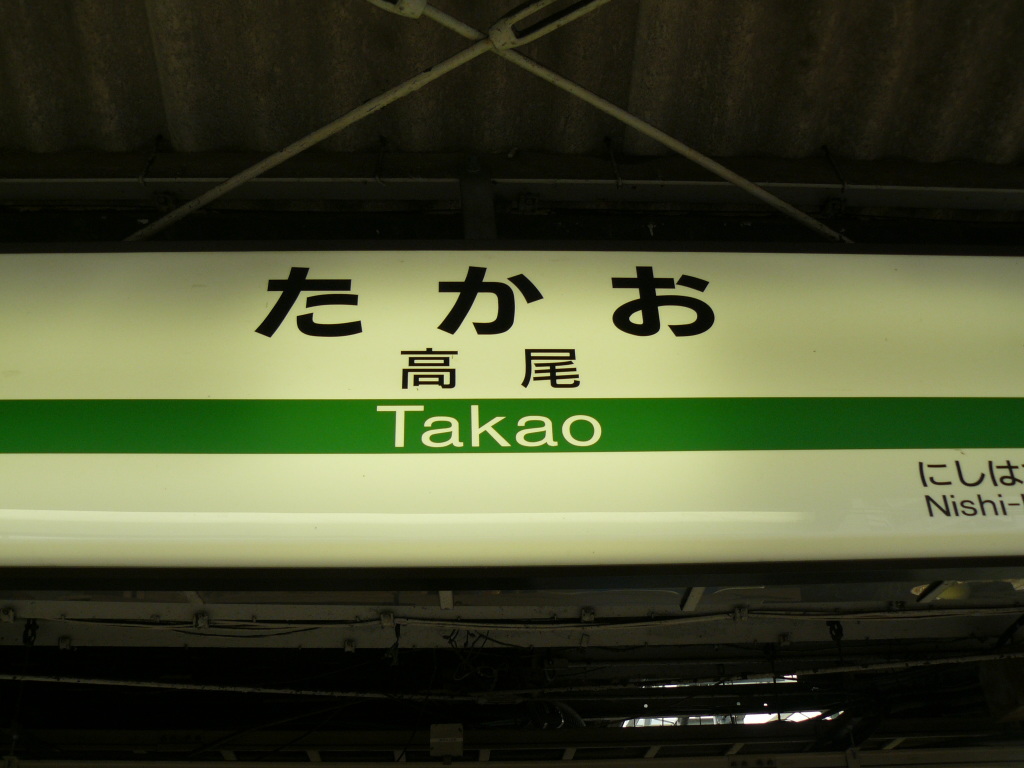 たかお
高尾
Takao
にしは
Nishi-